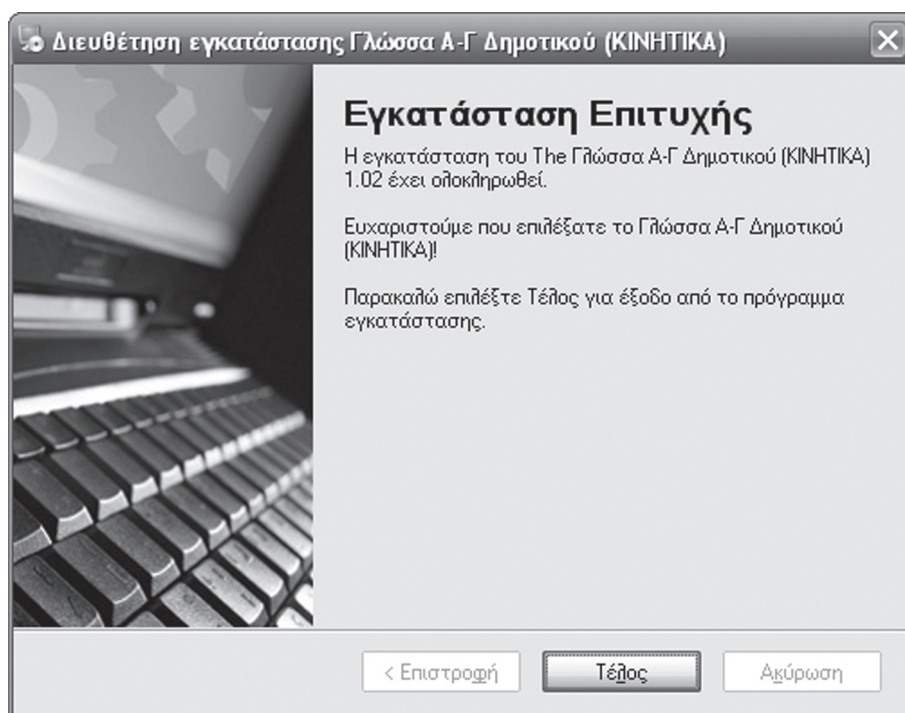 Διευθέτηση εγκατάστασης Γλώσσα Α-Γ Δημοτικού (ΚΙΝΗΤΙΚΑ)
Εγκατάσταση Επιτυχής
Η εγκατάσταση του The Γλώσσα Α-Γ Δημοτικού (ΚΙΝΗΤΙΚΑ)
1.02 έχει ολοκληρωθεί.
Ευχαριστούμε που επιλέξατε το Γλώσσα Α-Γ Δημοτικού
(ΚΙΝΗΤΙΚΑ)!
Παρακαλώ επιλέξτε Τέλος για έξοδο από το πρόγραμμα
εγκατάστασης.
< Επιστροφή Τέλος Ακύρωση